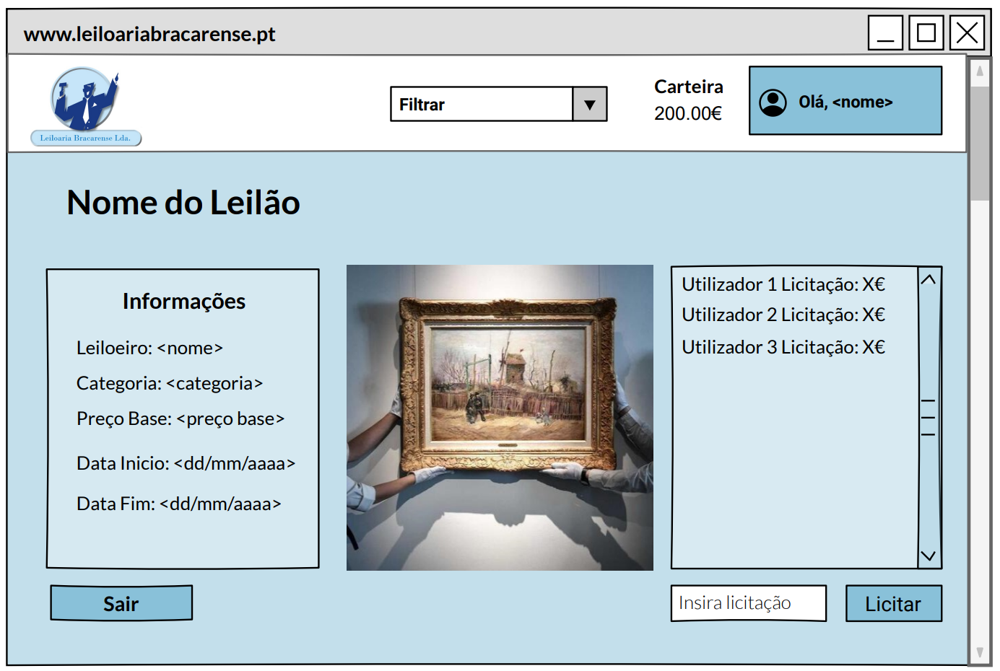 www.leiloariabracarense.pt
Leiloaria Bracarense Lda.
Filtrar
Carteira
200.00€
Olá, <nome>
Nome do Leilão
Informações
Leiloeiro: <nome>
Categoria: <categoria>
Preço Base: <preço base>
Data Inicio: <dd/mm/aaaa>
Data Fim: <dd/mm/aaaa>
Utilizador 1 Licitação: X€
Utilizador 2 Licitação: X€
Utilizador 3 Licitação: X€
Sair
Insira licitação
Licitar